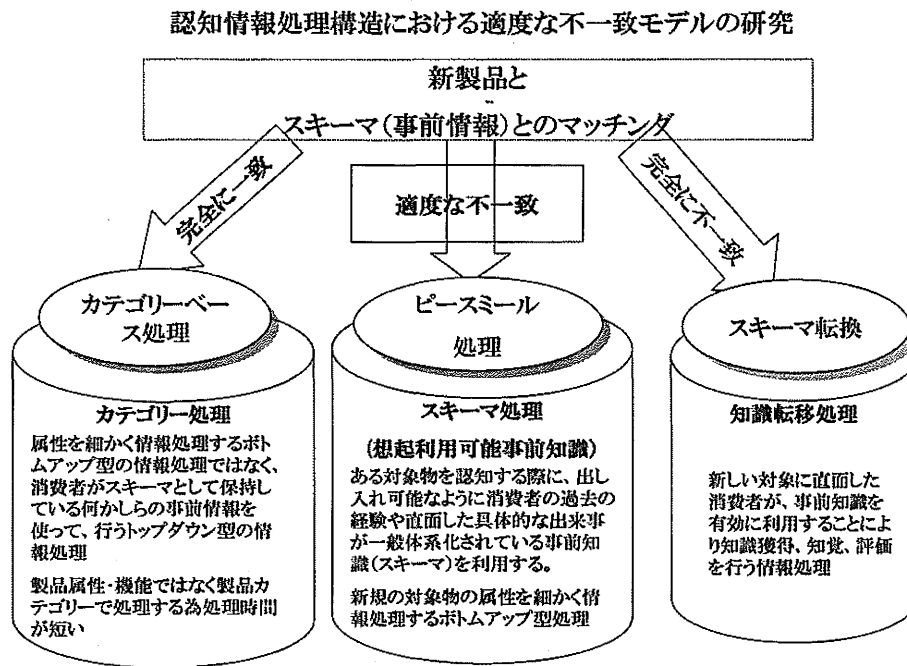 認知情報処理構造における適度な不一致モデルの研究
新製品と
スキーマ（事前情報）とのマッチング
完全に一致
適度な不一致
完全に不一致
カテゴリーベー
ス処理
ピースミール
処理
スキーマ転換
カテゴリー処理
属性を細かく情報処理するボト
ムアップ型の情報処理ではなく、
消費者がスキーマとして保持し
ている何かしらの事前情報を
使って、行うトップダウン型の情
報処理
製品属性・機能ではなく製品カ
テゴリーで処理する為処理時間
が短い
スキーマ処理
(想起利用可能事前知識)
ある対象物を認知する際に、出し
入れ可能なように消費者の過去の
経験や直面した具体的な出来事
が一般体系化されている事前知
識(スキーマ)を利用する。
新規の対象物の属性を細かく情
報処理するボトムアップ型処理
知識転移処理
新しい対象に直面した
消費者が、事前知識を
有効に利用することによ
り知識獲得、知覚、評価
を行う情報処理